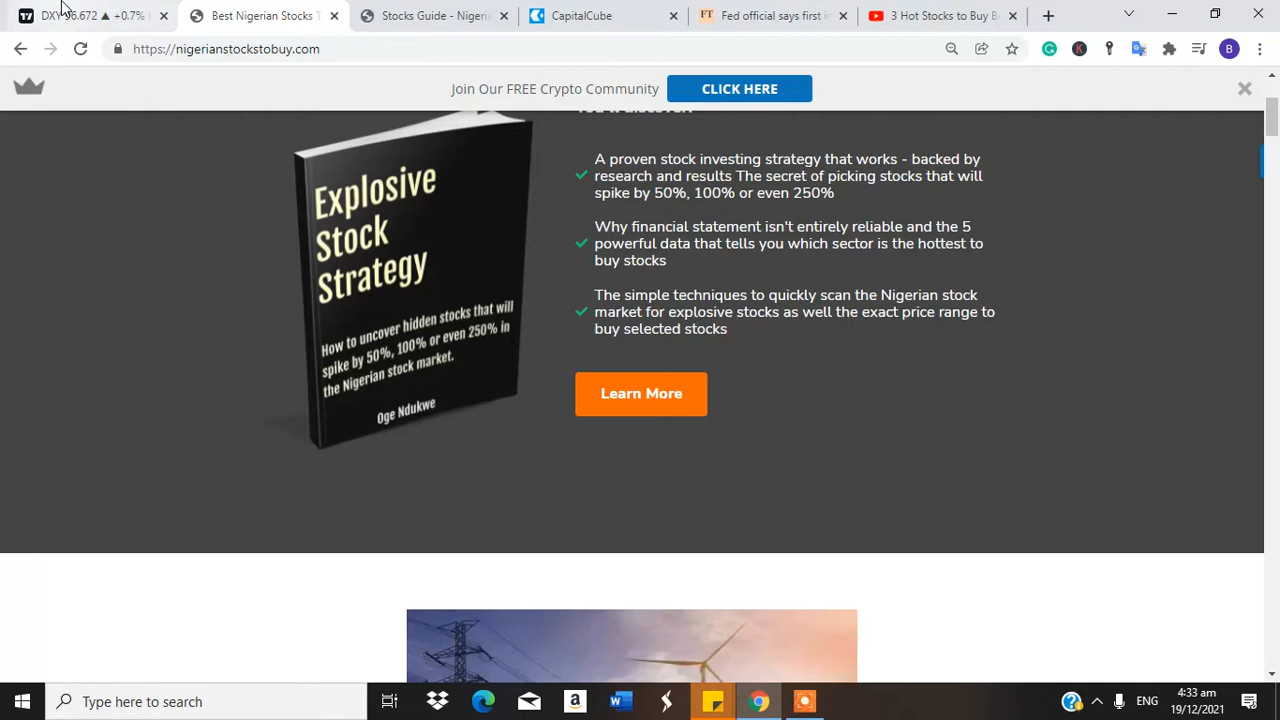 DXY 96.672 ▲ +0.7%
Best Nigerian Stocks T
Stocks Guide - Nigeria
CapitalCube
FT
Fed official says first in
3 Hot Stocks to Buy B
https://nigerianstockstobuy.com
B
Join Our FREE Crypto Community
CLICK HERE
A proven stock investing strategy that works - backed by
research and results The secret of picking stocks that will
spike by 50%, 100% or even 250%
Why financial statement isn't entirely reliable and the 5
powerful data that tells you which sector is the hottest to
buy stocks
The simple techniques to quickly scan the Nigerian stock
market for explosive stocks as well the exact price range to
buy selected stocks
Learn More
Explosive
Stock
Strategy
How to uncover hidden stocks that will
spike by 50%, 100% or even 250% in
the Nigerian stock market.
Oge Ndukwe
Type here to search
ENG
4:33 am
19/12/2021